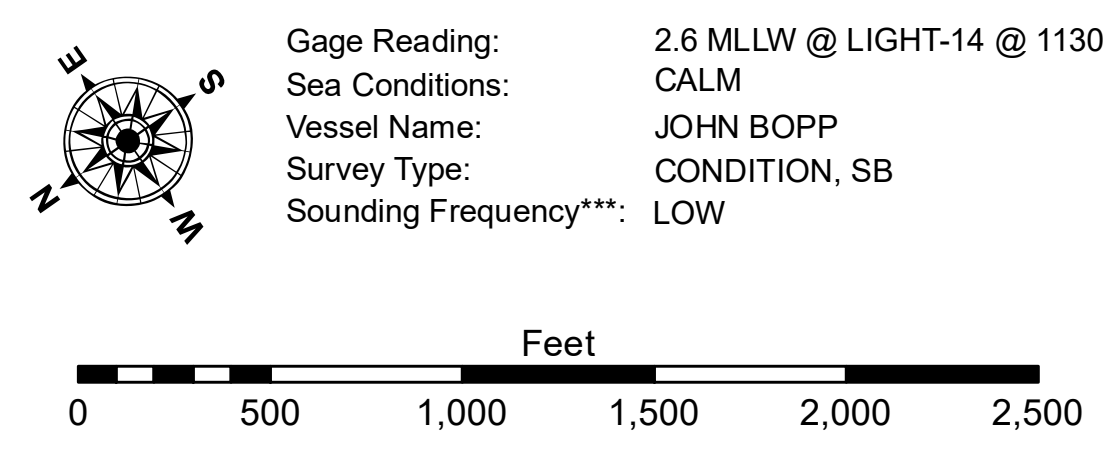 E
S
N
W
Gage Reading: 2.6 MLLW @ LIGHT-14 @ 1130
Sea Conditions: CALM
Vessel Name: JOHN BOPP
Survey Type: CONDITION, SB
Sounding Frequency***: LOW
Feet
0 500 1,000 1,500 2,000 2,500